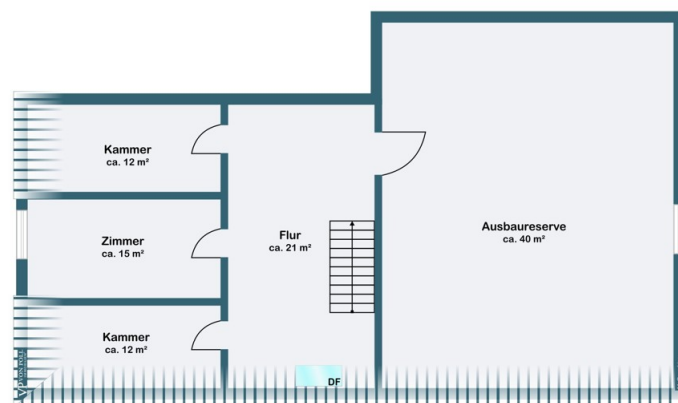 Kammer
ca. 12 m²
Zimmer
ca. 15 m²
Flur
ca. 21 m²
Ausbaureserve
ca. 40 m²
Kammer
ca. 12 m²
DF